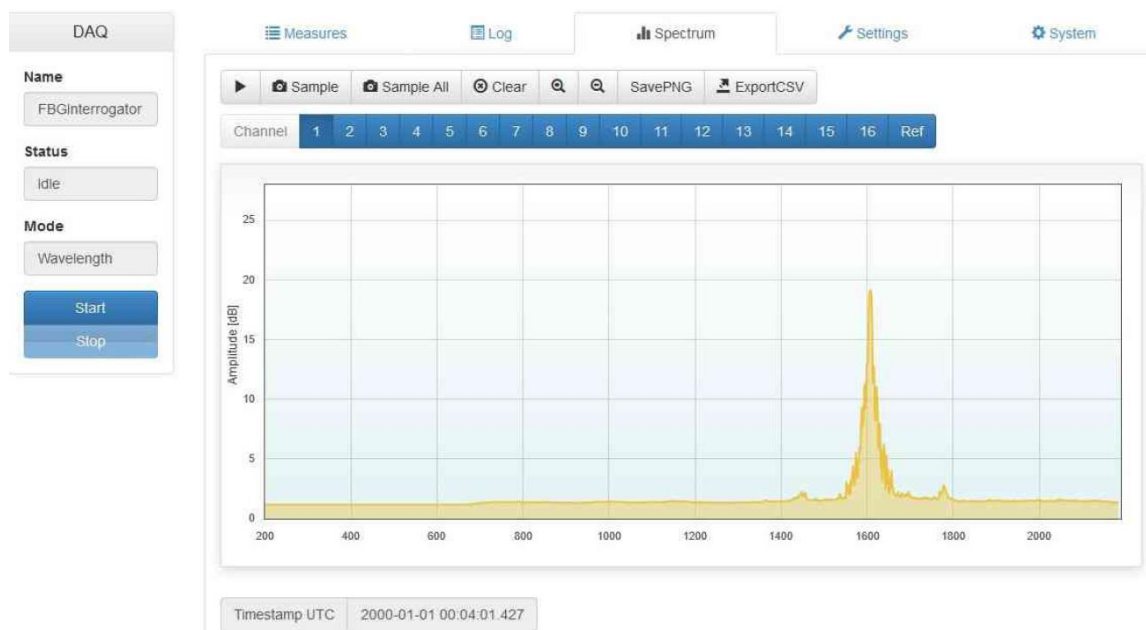 DAQ
Name
FBGInterrogator
Status
Idle
Mode
Wavelength
Start
Stop
Measures
Log
Spectrum
Settings
System
Sample
Sample All
Clear
SavePNG
ExportCSV
Channel 1 2 3 4 5 6 7 8 9 10 11 12 13 14 15 16 Ref
Amplitude [dB]
25
20
15
10
5
0
200 400 600 800 1000 1200 1400 1600 1800 2000
Timestamp UTC 2000-01-01 00:04:01.427